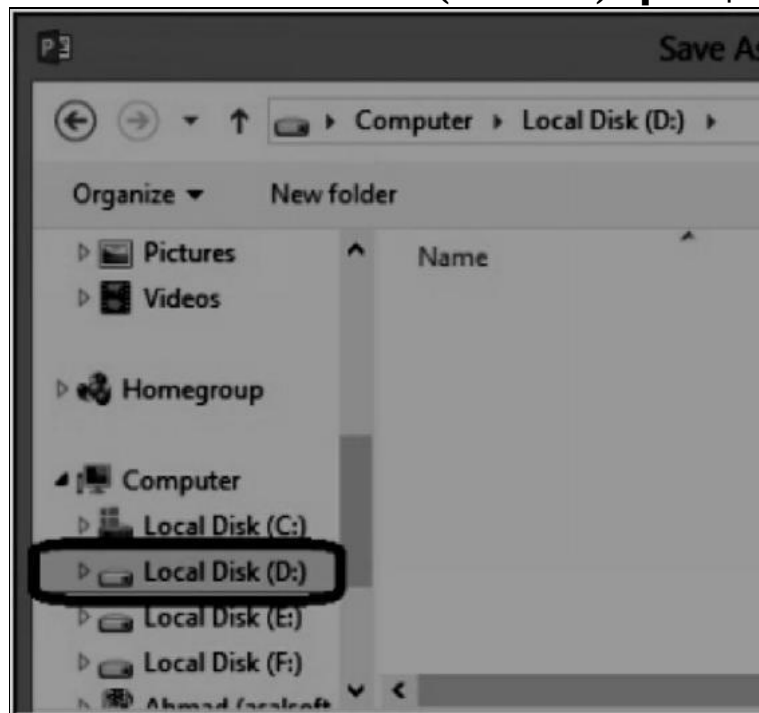 Save As
Computer Local Disk (D:)
Organize New folder
Name
Pictures
Videos
Homegroup
Computer
Local Disk (C:)
Local Disk (D:)
Local Disk (E:)
Local Disk (F:)
Ahmad